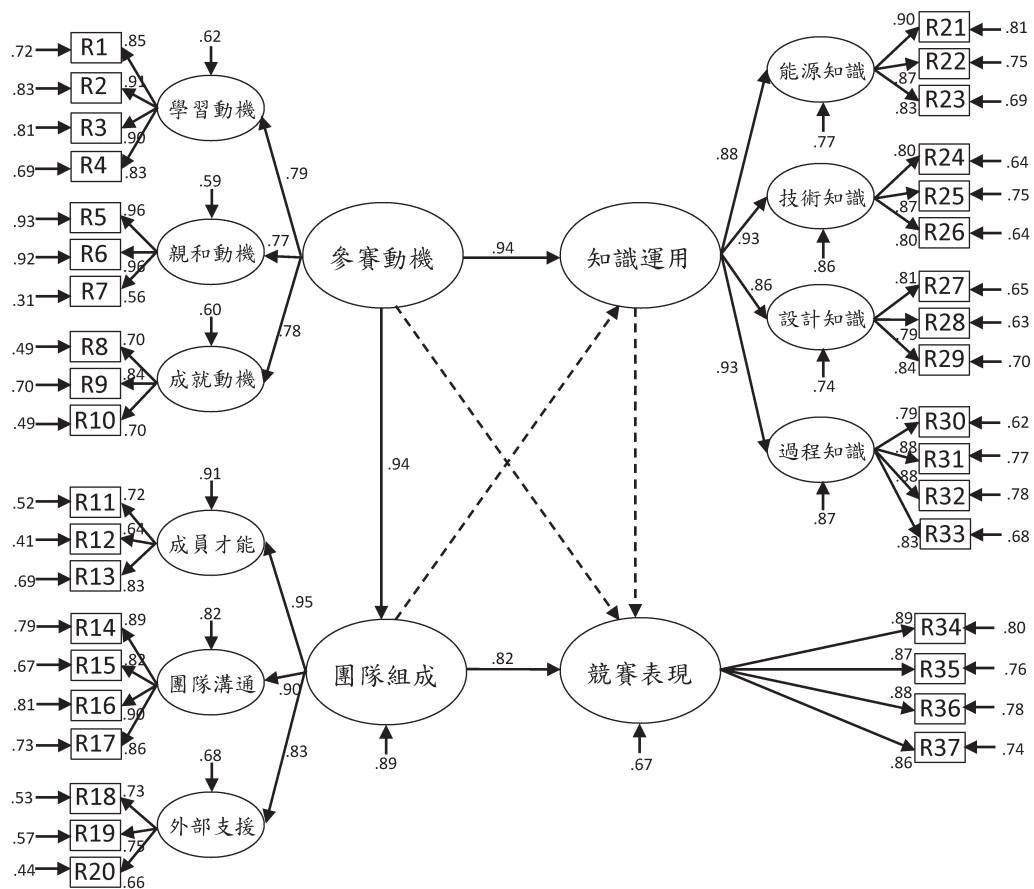 .72 R1 .85
.83 R2 .91
.81 R3 .90
.69 R4 .83
.62
學習動機
.79
.93 R5 .96
.92 R6 .96
.31 R7 .56
.59
親和動機
.77
.49 R8 .70
.70 R9 .84
.49 R10 .70
.60
成就動機
.78
參賽動機
.94
知識運用
.94
.88
能源知識
.77
.90 R21 .81
.87 R22 .75
.83 R23 .69
.93
技術知識
.86
.80 R24 .64
.87 R25 .75
.80 R26 .64
.86
設計知識
.74
.81 R27 .65
.79 R28 .63
.84 R29 .70
.93
過程知識
.87
.79 R30 .62
.88 R31 .77
.88 R32 .78
.83 R33 .68
.52 R11 .72
.41 R12 .64
.69 R13 .83
.91
成員才能
.95
.79 R14 .89
.67 R15 .82
.81 R16 .90
.73 R17 .86
.82
團隊溝通
.90
.53 R18 .73
.57 R19 .75
.44 R20 .66
.68
外部支援
.83
團隊組成
.89
.82
競賽表現
.67
.89 R34 .80
.87 R35 .76
.88 R36 .78
.86 R37 .74